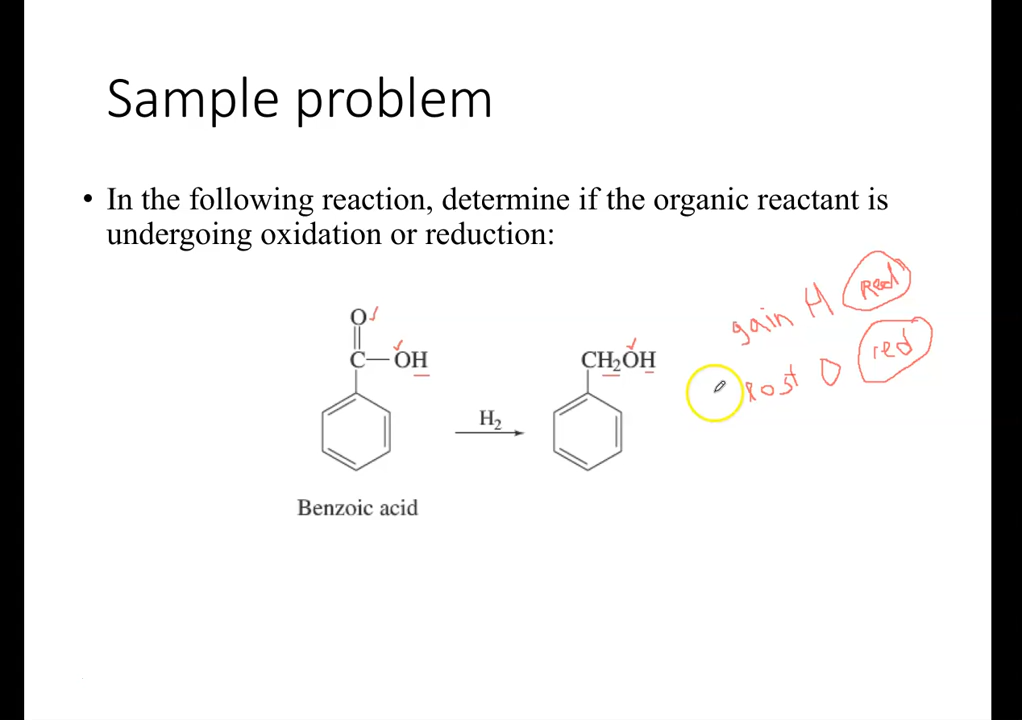 Sample problem
• In the following reaction, determine if the organic reactant is
undergoing oxidation or reduction:
gain H Red
lost O red
O
C—OH
CH₂OH
H₂
Benzoic acid